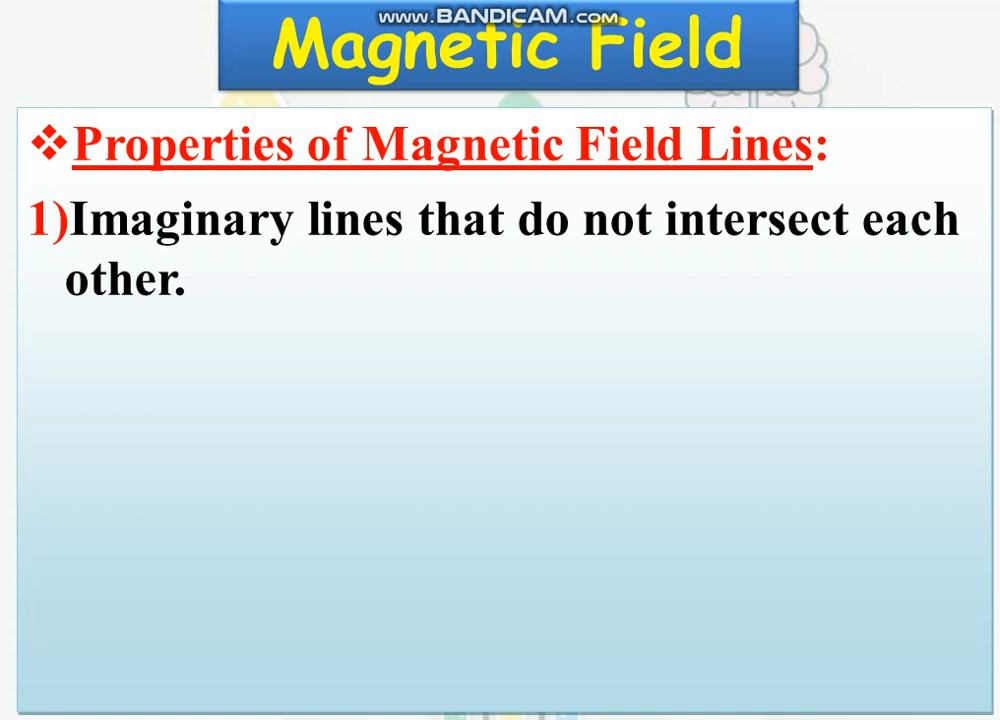 www.BANDICAM.com
Magnetic Field
❖Properties of Magnetic Field Lines:
1)Imaginary lines that do not intersect each
other.